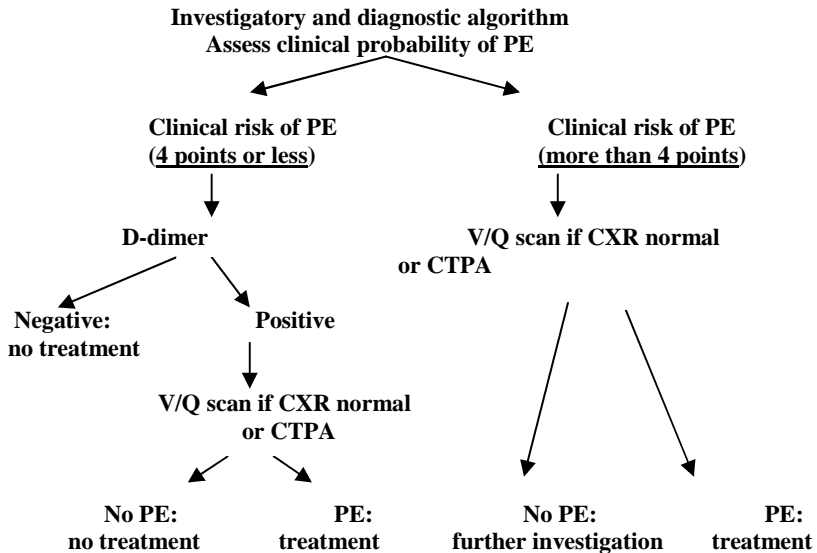 Investigatory and diagnostic algorithm
Assess clinical probability of PE
Clinical risk of PE
(4 points or less)
Clinical risk of PE
(more than 4 points)
D-dimer
V/Q scan if CXR normal
or CTPA
Negative:
no treatment
Positive
V/Q scan if CXR normal
or CTPA
No PE:
no treatment
PE:
treatment
No PE:
further investigation
PE:
treatment